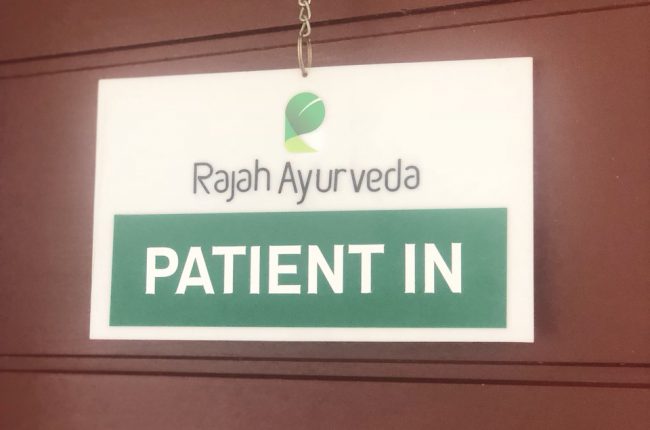 Rajah Ayurveda
PATIENT IN